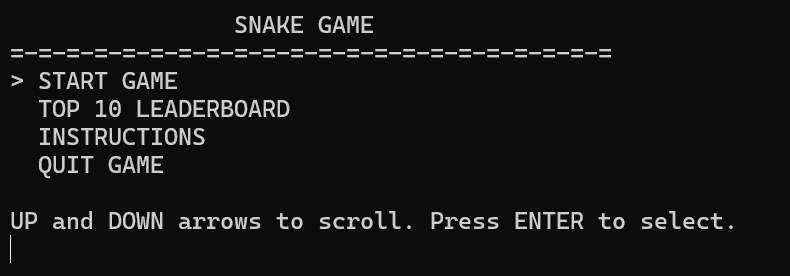 SNAKE GAME
=-=-=-=-=-=-=-=-=-=-=-=-=-=-=-=-=-=-=-=-=-=
> START GAME
TOP 10 LEADERBOARD
INSTRUCTIONS
QUIT GAME
UP and DOWN arrows to scroll. Press ENTER to select.